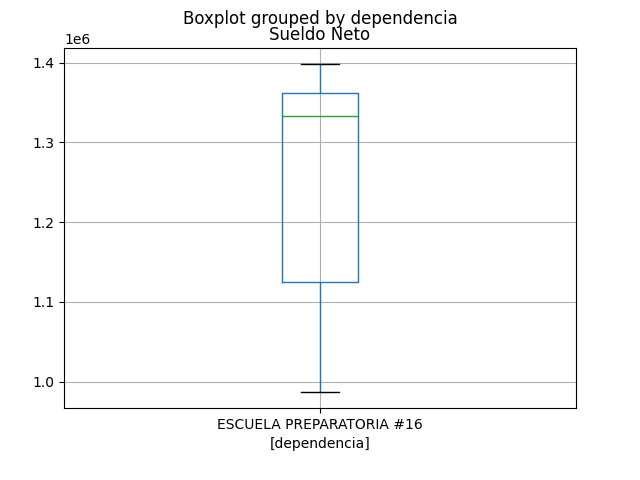 Boxplot grouped by dependencia
Sueldo Neto
1e6
1.4
1.3
1.2
1.1
1.0
ESCUELA PREPARATORIA #16
[dependencia]